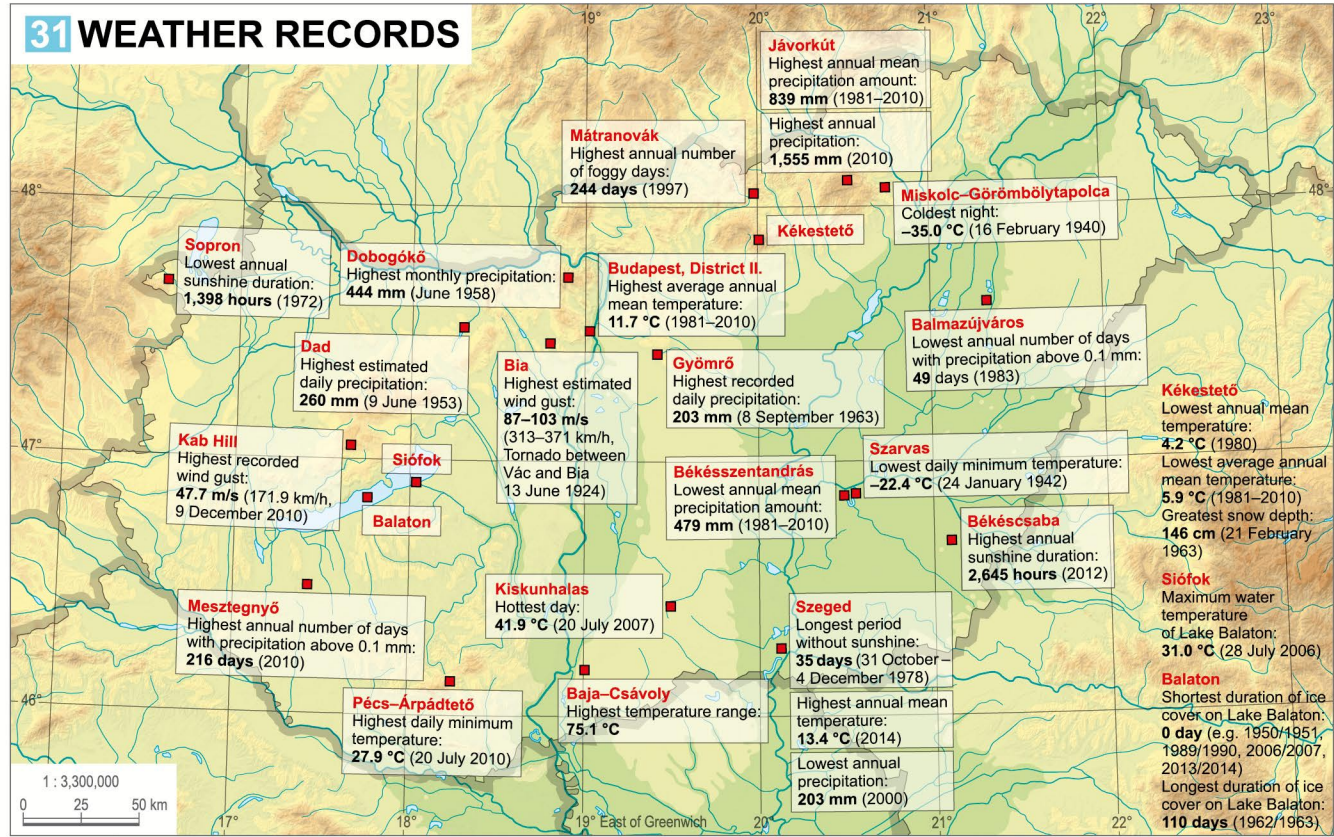 31 WEATHER RECORDS
19°
20°
21°
22°
23°
Jávorkút
Highest annual mean
precipitation amount:
839 mm (1981–2010)
Highest annual
precipitation:
1,555 mm (2010)
Mátranovák
Highest annual number
of foggy days:
244 days (1997)
48°
48°
Miskolc–Görömbölytapolca
Coldest night:
–35.0 °C (16 February 1940)
Kékestető
Sopron
Lowest annual
sunshine duration:
1,398 hours (1972)
Dobogókő
Highest monthly precipitation:
444 mm (June 1958)
Budapest, District II.
Highest average annual
mean temperature:
11.7 °C (1981–2010)
Balmazújváros
Lowest annual number of days
with precipitation above 0.1 mm:
49 days (1983)
Dad
Highest estimated
daily precipitation:
260 mm (9 June 1953)
Bia
Highest estimated
wind gust:
87–103 m/s
(313–371 km/h,
Tornado between
Vác and Bia
13 June 1924)
Gyömrő
Highest recorded
daily precipitation:
203 mm (8 September 1963)
47°
47°
Kab Hill
Highest recorded
wind gust:
47.7 m/s (171.9 km/h,
9 December 2010)
Siófok
Balaton
Békésszentandrás
Lowest annual mean
precipitation amount:
479 mm (1981–2010)
Szarvas
Lowest daily minimum temperature:
–22.4 °C (24 January 1942)
Békéscsaba
Highest annual
sunshine duration:
2,645 hours (2012)
Mesztegnyő
Highest annual number of days
with precipitation above 0.1 mm:
216 days (2010)
Kiskunhalas
Hottest day:
41.9 °C (20 July 2007)
Szeged
Longest period
without sunshine:
35 days (31 October–
4 December 1978)
Highest annual mean
temperature:
13.4 °C (2014)
Lowest annual
precipitation:
203 mm (2000)
46°
46°
Pécs–Árpádtető
Highest daily minimum
temperature:
27.9 °C (20 July 2010)
Baja–Csávoly
Highest temperature range:
75.1 °C
Kékestető
Lowest annual mean
temperature:
4.2 °C (1980)
Lowest average annual
mean temperature:
5.9 °C (1981–2010)
Greatest snow depth:
146 cm (21 February
1963)
Siófok
Maximum water
temperature
of Lake Balaton:
31.0 °C (28 July 2006)
Balaton
Shortest duration of ice
cover on Lake Balaton:
0 day (e.g. 1950/1951,
1989/1990, 2006/2007,
2013/2014)
Longest duration of ice
cover on Lake Balaton:
110 days (1962/1963)
1 : 3,300,000
0 25 50 km
17°
18°
19° East of Greenwich
20°
21°
22°